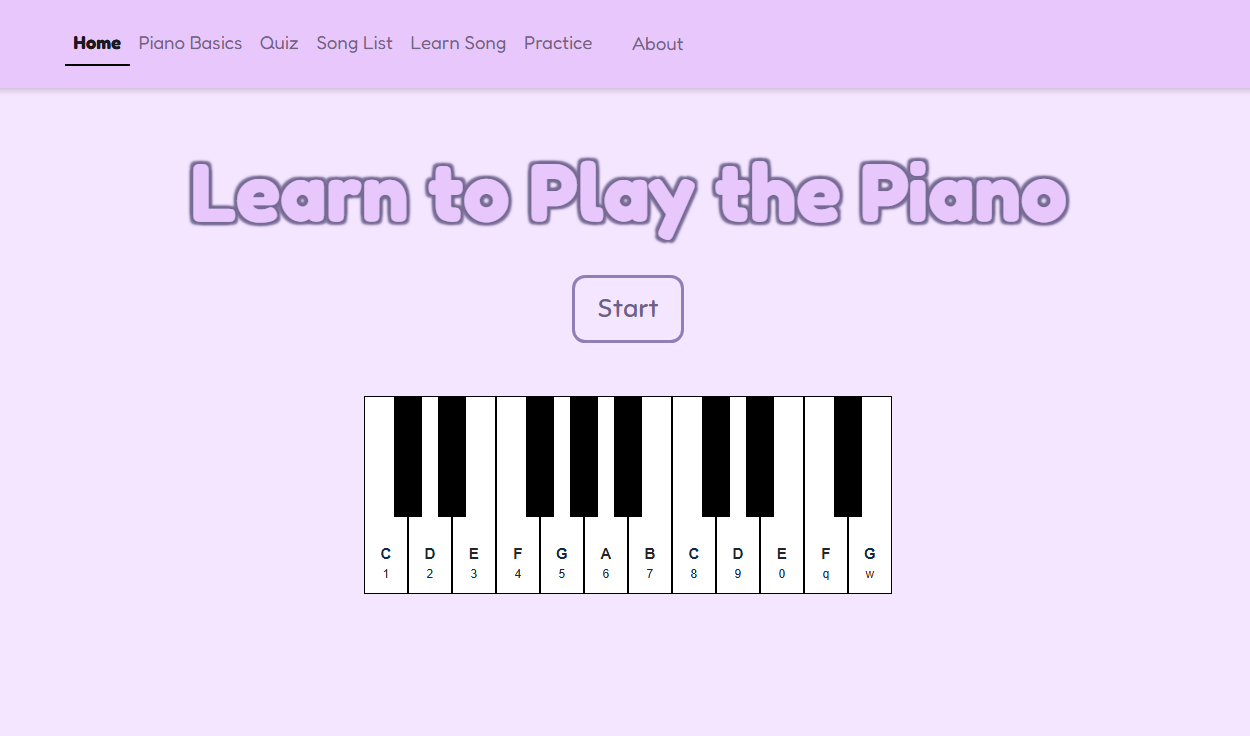 Home Piano Basics Quiz Song List Learn Song Practice About
Learn to Play the Piano
Start
C D E F G A B C D E F G
1 2 3 4 5 6 7 8 9 0 q w